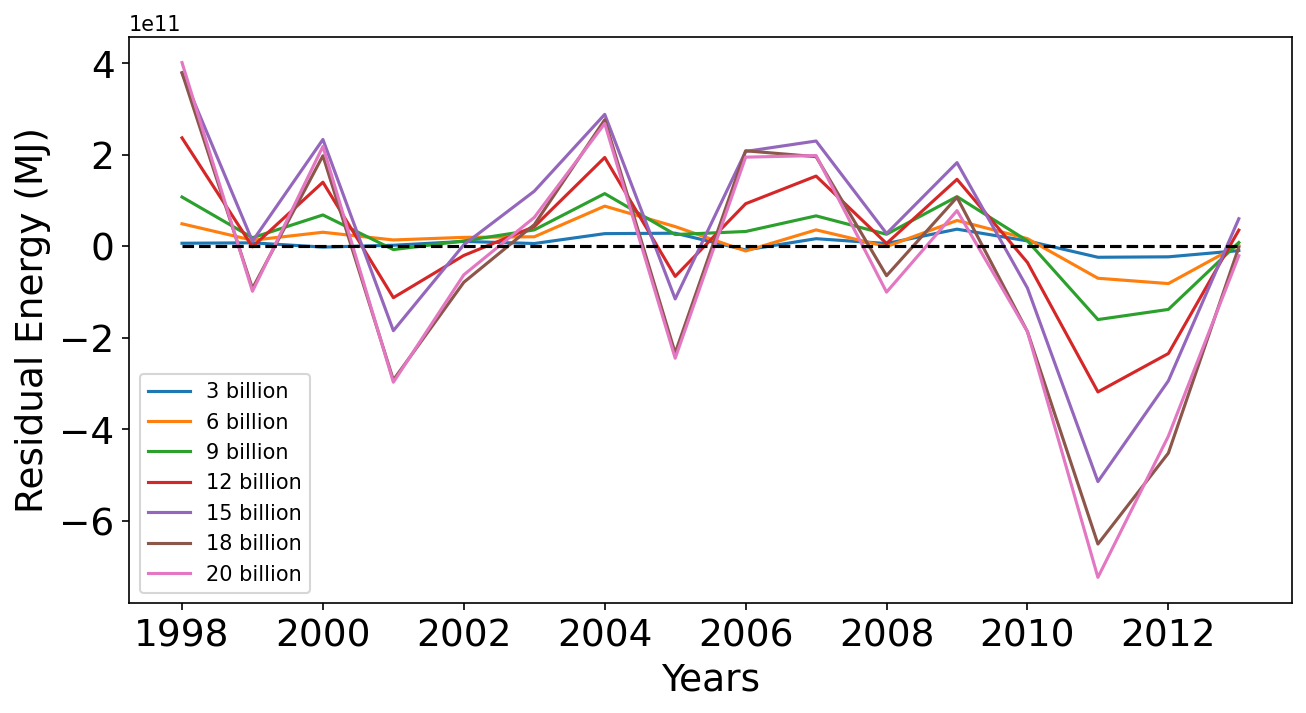 1e11
Residual Energy (MJ)
4
2
0
−2
−4
−6
3 billion
6 billion
9 billion
12 billion
15 billion
18 billion
20 billion
1998 2000 2002 2004 2006 2008 2010 2012
Years